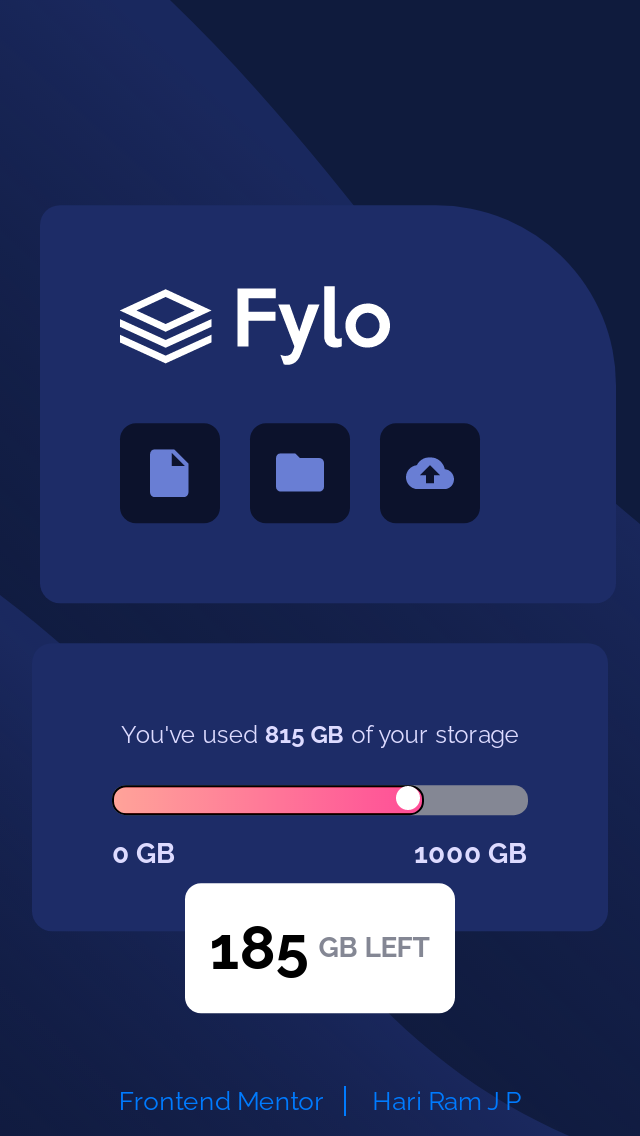 Fylo
You've used 815 GB of your storage
0 GB 1000 GB
185 GB LEFT
Frontend Mentor | Hari Ram J P